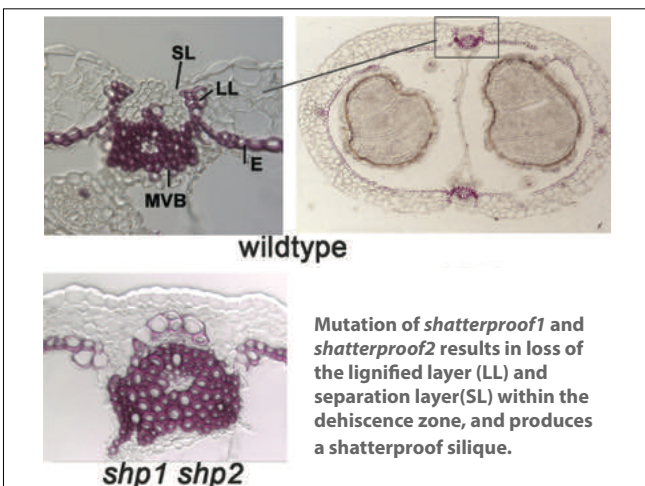 SL
LL
E
MVB
wildtype
Mutation of shatterproof1 and
shatterproof2 results in loss of
the lignified layer (LL) and
separation layer(SL) within the
dehiscence zone, and produces
a shatterproof silique.
shp1 shp2